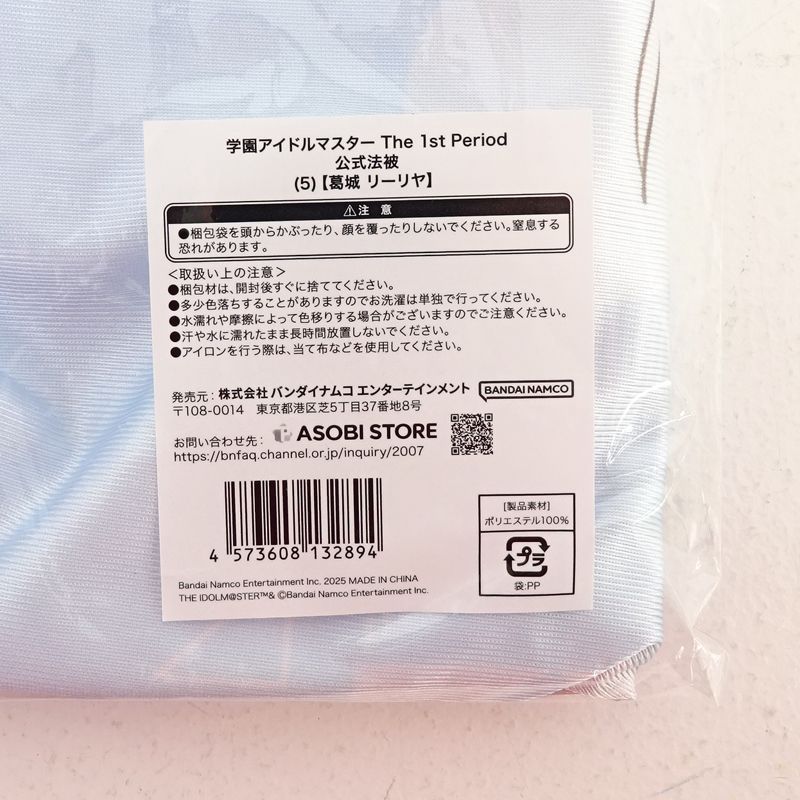 学園アイドルマスター The 1st Period
公式法被
(5)【葛城 リーリヤ】
⚠注 意
●梱包袋を頭からかぶったり、顔を覆ったりしないでください。窒息する
恐れがあります。
＜取扱い上の注意＞
●梱包材は、開封後すぐに捨ててください。
●多少色落ちすることがありますのでお洗濯は単独で行ってください。
●水濡れや摩擦によって色移りする場合がございますのでご注意ください。
●汗や水に濡れたまま長時間放置しないでください。
●アイロンを行う際は、当て布などを使用してください。
発売元：株式会社 バンダイナムコ エンターテインメント BANDAI NAMCO
〒108-0014 東京都港区芝5丁目37番地8号
お問い合わせ先： ASOBI STORE
https://bnfaq.channel.or.jp/inquiry/2007
4 573608 132894
[製品素材]
ポリエステル100%
プラ
袋:PP
Bandai Namco Entertainment Inc. 2025 MADE IN CHINA
THE IDOLM@STER™& ©Bandai Namco Entertainment Inc.